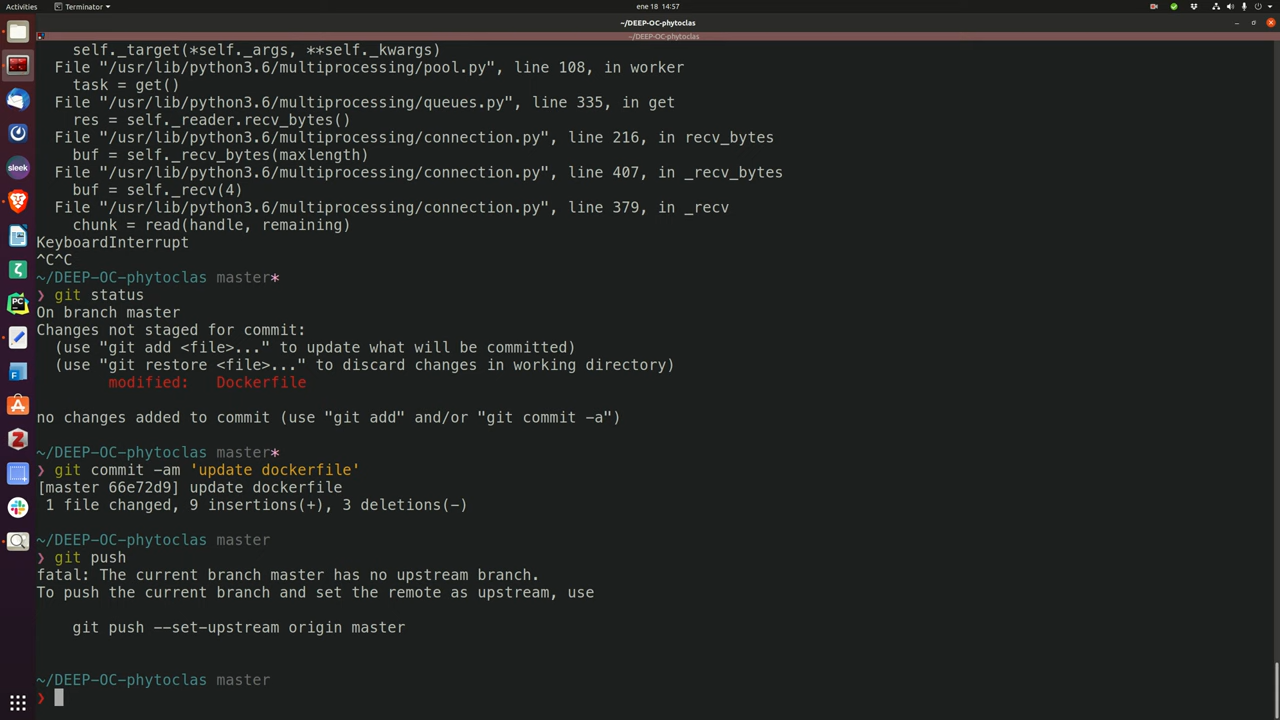 Activities
Terminator
ene 18 14:57
~/DEEP-OC-phytoclas
~/DEEP-OC-phytoclas
self._target(*self._args, **self._kwargs)
File "/usr/lib/python3.6/multiprocessing/pool.py", line 108, in worker
task = get()
File "/usr/lib/python3.6/multiprocessing/queues.py", line 335, in get
res = self._reader.recv_bytes()
File "/usr/lib/python3.6/multiprocessing/connection.py", line 216, in recv_bytes
buf = self._recv_bytes(maxlength)
File "/usr/lib/python3.6/multiprocessing/connection.py", line 407, in _recv_bytes
buf = self._recv(4)
File "/usr/lib/python3.6/multiprocessing/connection.py", line 379, in _recv
chunk = read(handle, remaining)
KeyboardInterrupt
^C^C
~/DEEP-OC-phytoclas master*
❯ git status
On branch master
Changes not staged for commit:
(use "git add <file>..." to update what will be committed)
(use "git restore <file>..." to discard changes in working directory)
modified:   Dockerfile
no changes added to commit (use "git add" and/or "git commit -a")
~/DEEP-OC-phytoclas master*
❯ git commit -am 'update dockerfile'
[master 66e72d9] update dockerfile
1 file changed, 9 insertions(+), 3 deletions(-)
~/DEEP-OC-phytoclas master
❯ git push
fatal: The current branch master has no upstream branch.
To push the current branch and set the remote as upstream, use
git push --set-upstream origin master
~/DEEP-OC-phytoclas master
❯
sleek
PC